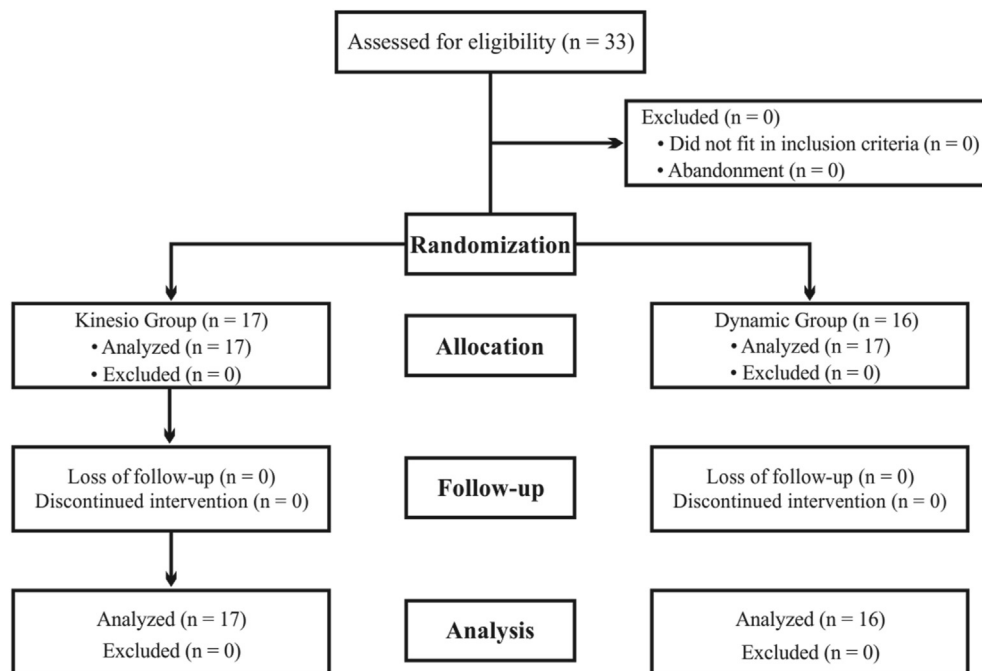 Assessed for eligibility (n = 33)
Excluded (n = 0)
• Did not fit in inclusion criteria (n = 0)
• Abandonment (n = 0)
Randomization
Kinesio Group (n = 17)
• Analyzed (n = 17)
• Excluded (n = 0)
Allocation
Dynamic Group (n = 16)
• Analyzed (n = 17)
• Excluded (n = 0)
Loss of follow-up (n = 0)
Discontinued intervention (n = 0)
Follow-up
Loss of follow-up (n = 0)
Discontinued intervention (n = 0)
Analyzed (n = 17)
Excluded (n = 0)
Analysis
Analyzed (n = 16)
Excluded (n = 0)